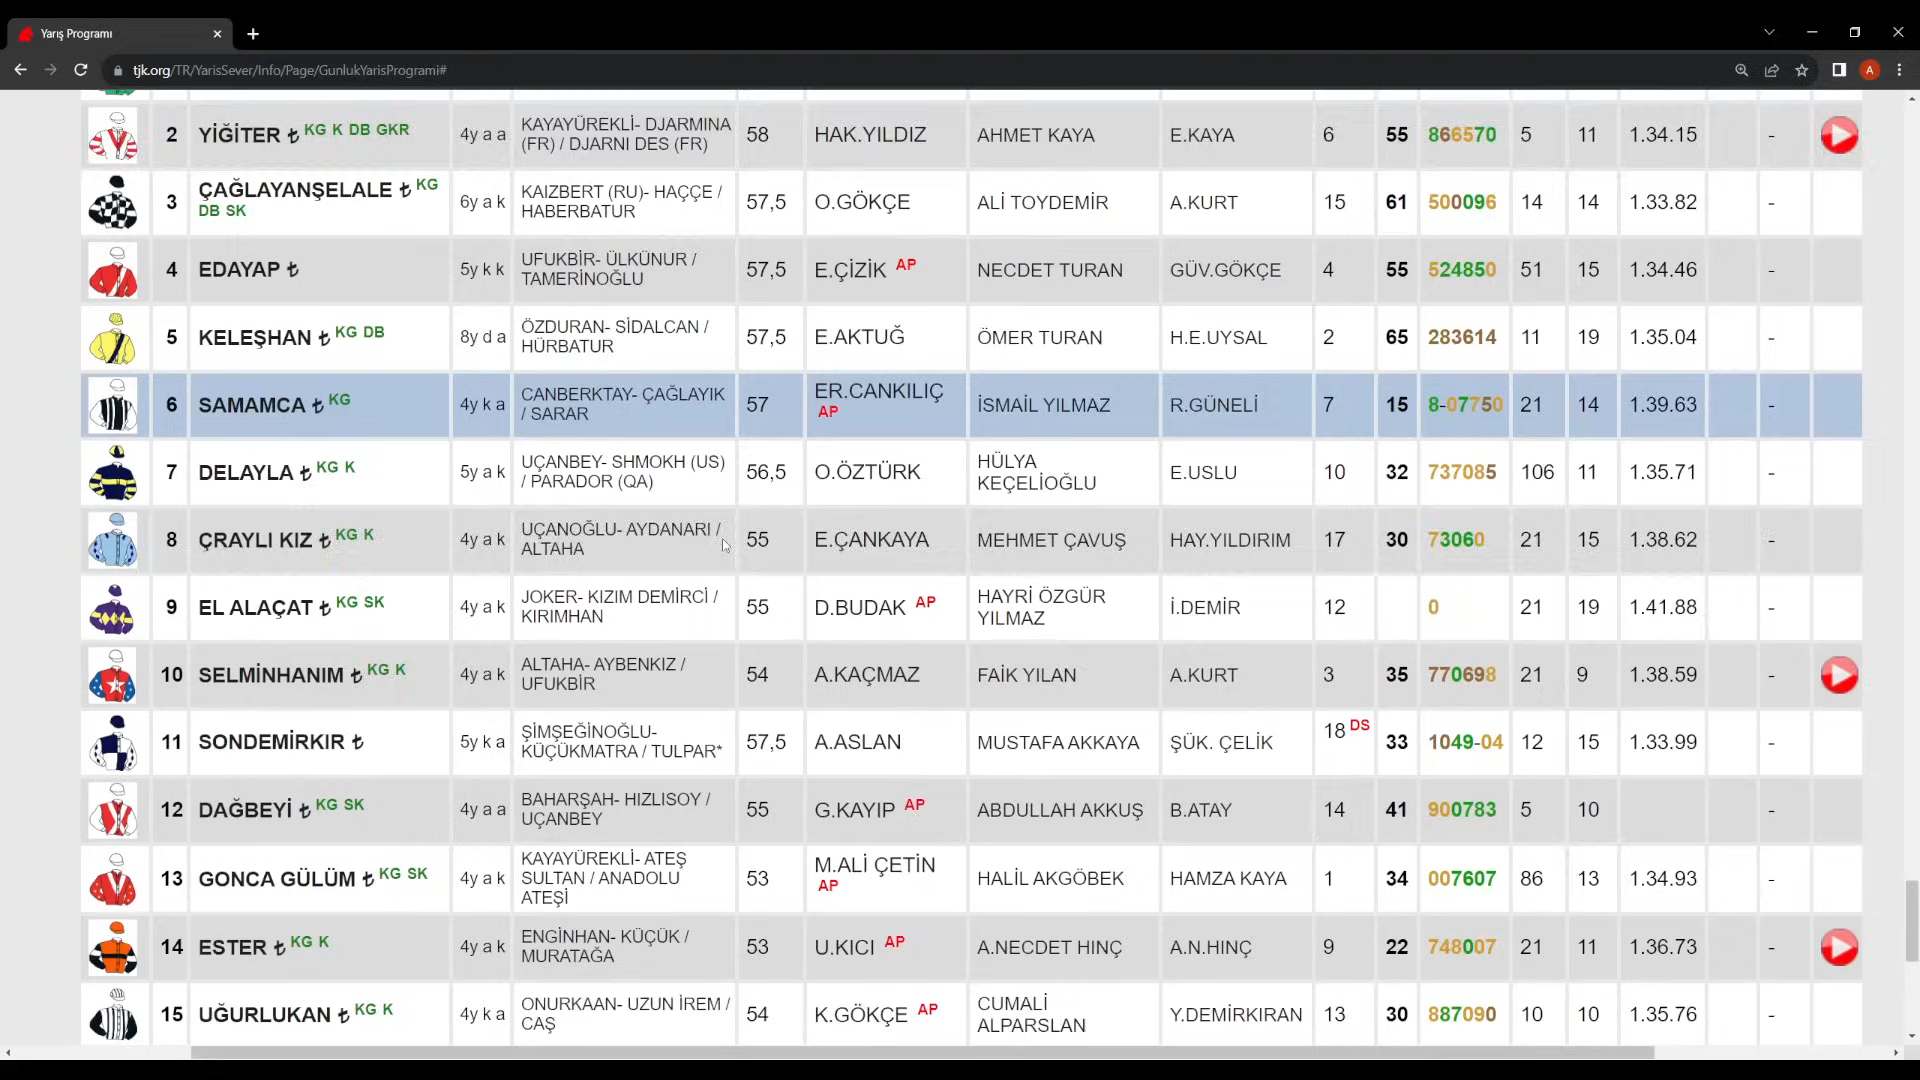 Yarış Programı
tjk.org/TR/YarisSever/Info/Page/GunlukYarisProgrami#
A
2 YİĞİTER ₺ KG K DB GKR 4y a a KAYAYÜREKLİ- DJARMINA (FR) / DJARNI DES (FR) 58 HAK.YILDIZ AHMET KAYA E.KAYA 6 55 866570 5 11 1.34.15 -
3 ÇAĞLAYANŞELALE ₺ KG DB SK 6y a k KAIZBERT (RU)- HAÇÇE / HABERBATUR 57,5 O.GÖKÇE ALİ TOYDEMİR A.KURT 15 61 500096 14 14 1.33.82 -
4 EDAYAP ₺ 5y k k UFUKBİR- ÜLKÜNUR / TAMERİNOĞLU 57,5 E.ÇİZİK AP NECDET TURAN GÜV.GÖKÇE 4 55 524850 51 15 1.34.46 -
5 KELEŞHAN ₺ KG DB 8y d a ÖZDURAN- SİDALCAN / HÜRBATUR 57,5 E.AKTUĞ ÖMER TURAN H.E.UYSAL 2 65 283614 11 19 1.35.04 -
6 SAMAMCA ₺ KG 4y k a CANBERKTAY- ÇAĞLAYIK / SARAR 57 ER.CANKILIÇ AP İSMAİL YILMAZ R.GÜNELİ 7 15 8-07750 21 14 1.39.63 -
7 DELAYLA ₺ KG K 5y a k UÇANBEY- SHMOKH (US) / PARADOR (QA) 56,5 O.ÖZTÜRK HÜLYA KEÇELİOĞLU E.USLU 10 32 737085 106 11 1.35.71 -
8 ÇRAYLI KIZ ₺ KG K 4y a k UÇANOĞLU- AYDANARI / ALTAHA 55 E.ÇANKAYA MEHMET ÇAVUŞ HAY.YILDIRIM 17 30 73060 21 15 1.38.62 -
9 EL ALAÇAT ₺ KG SK 4y a k JOKER- KIZIM DEMİRCİ / KIRIMHAN 55 D.BUDAK AP HAYRİ ÖZGÜR YILMAZ İ.DEMİR 12 0 21 19 1.41.88 -
10 SELMİNHANIM ₺ KG K 4y a k ALTAHA- AYBENKIZ / UFUKBİR 54 A.KAÇMAZ FAİK YILAN A.KURT 3 35 770698 21 9 1.38.59 -
11 SONDEMİRKIR ₺ 5y k a ŞİMŞEĞİNOĞLU- KÜÇÜKMATRA / TULPAR* 57,5 A.ASLAN MUSTAFA AKKAYA ŞÜK. ÇELİK 18 DS 33 1049-04 12 15 1.33.99 -
12 DAĞBEYİ ₺ KG SK 4y a a BAHARŞAH- HIZLISOY / UÇANBEY 55 G.KAYIP AP ABDULLAH AKKUŞ B.ATAY 14 41 900783 5 10 -
13 GONCA GÜLÜM ₺ KG SK 4y a k KAYAYÜREKLİ- ATEŞ SULTAN / ANADOLU ATEŞİ 53 M.ALİ ÇETİN AP HALİL AKGÖBEK HAMZA KAYA 1 34 007607 86 13 1.34.93 -
14 ESTER ₺ KG K 4y a k ENGİNHAN- KÜÇÜK / MURATAĞA 53 U.KICI AP A.NECDET HINÇ A.N.HINÇ 9 22 748007 21 11 1.36.73 -
15 UĞURLUKAN ₺ KG K 4y k a ONURKAAN- UZUN İREM / ÇAŞ 54 K.GÖKÇE AP CUMALİ ALPARSLAN Y.DEMİRKIRAN 13 30 887090 10 10 1.35.76 -